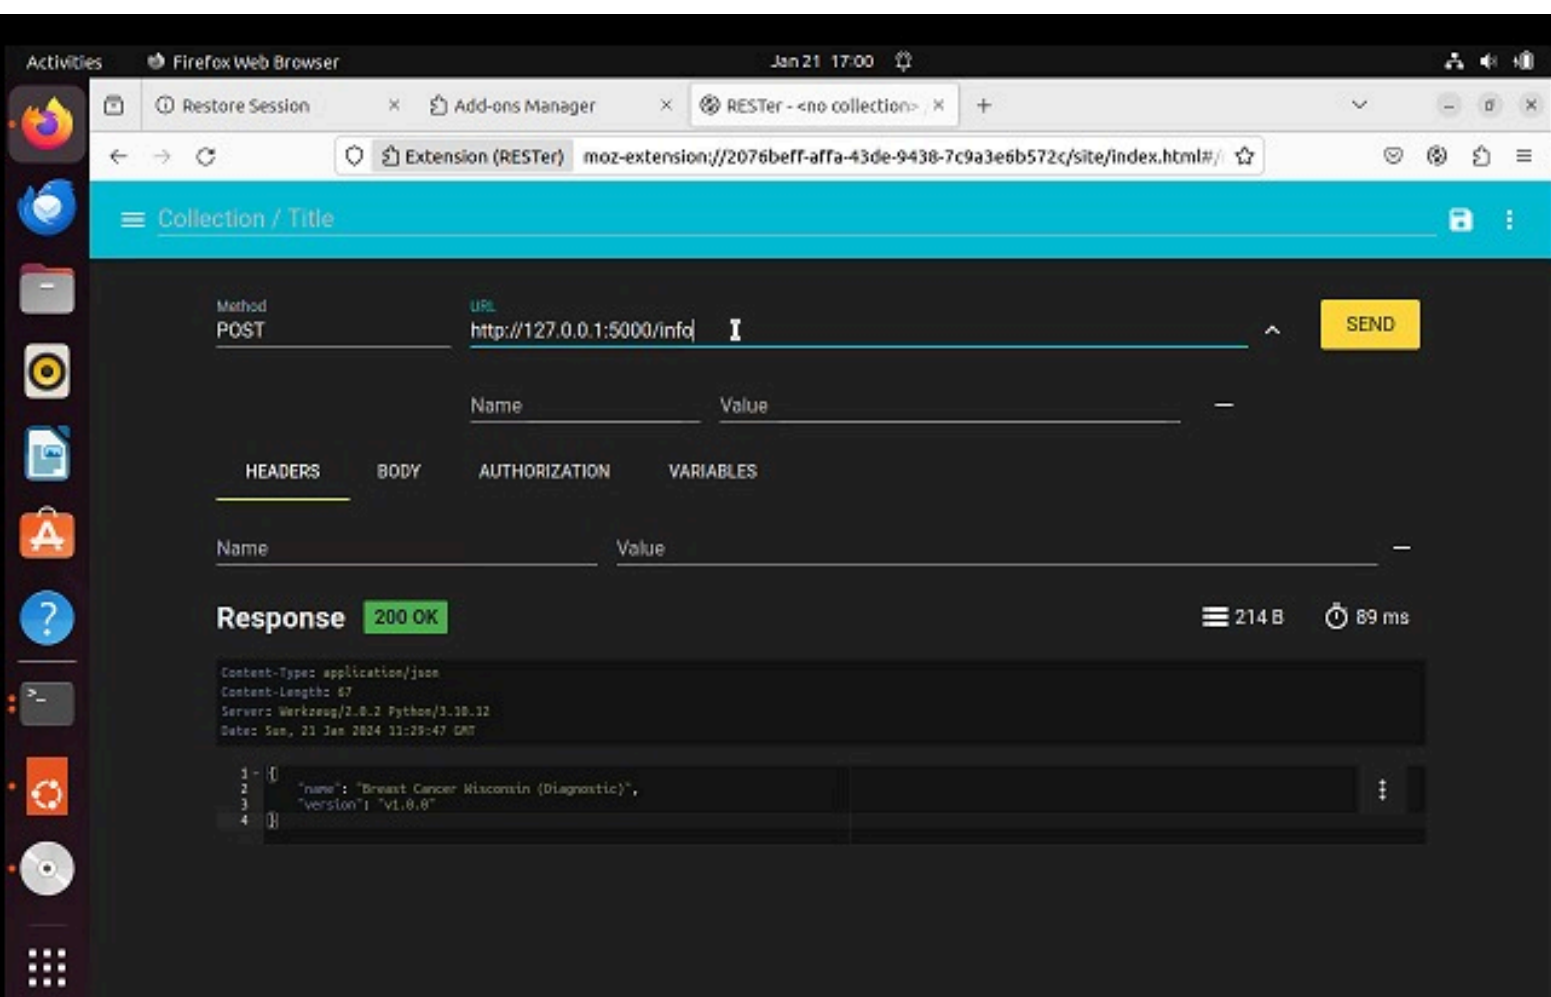 Activities Firefox Web Browser Jan 21 17:00
Restore Session × Add-ons Manager × RESTer - <no collection> / × +
Extension (RESTer) moz-extension://2076beff-affa-43de-9438-7c9a3e6b572c/site/index.html#/
Collection / Title
Method URL
POST http://127.0.0.1:5000/info SEND
Name Value
HEADERS BODY AUTHORIZATION VARIABLES
Name Value
Response 200 OK 214 B 89 ms
Content-Type: application/json
Content-Length: 67
Server: Werkzeug/2.0.2 Python/3.10.12
Date: Sun, 21 Jan 2024 11:29:47 GMT
1 {
2 "name": "Breast Cancer Wisconsin (Diagnostic)",
3 "version": "v1.0.0"
4 }